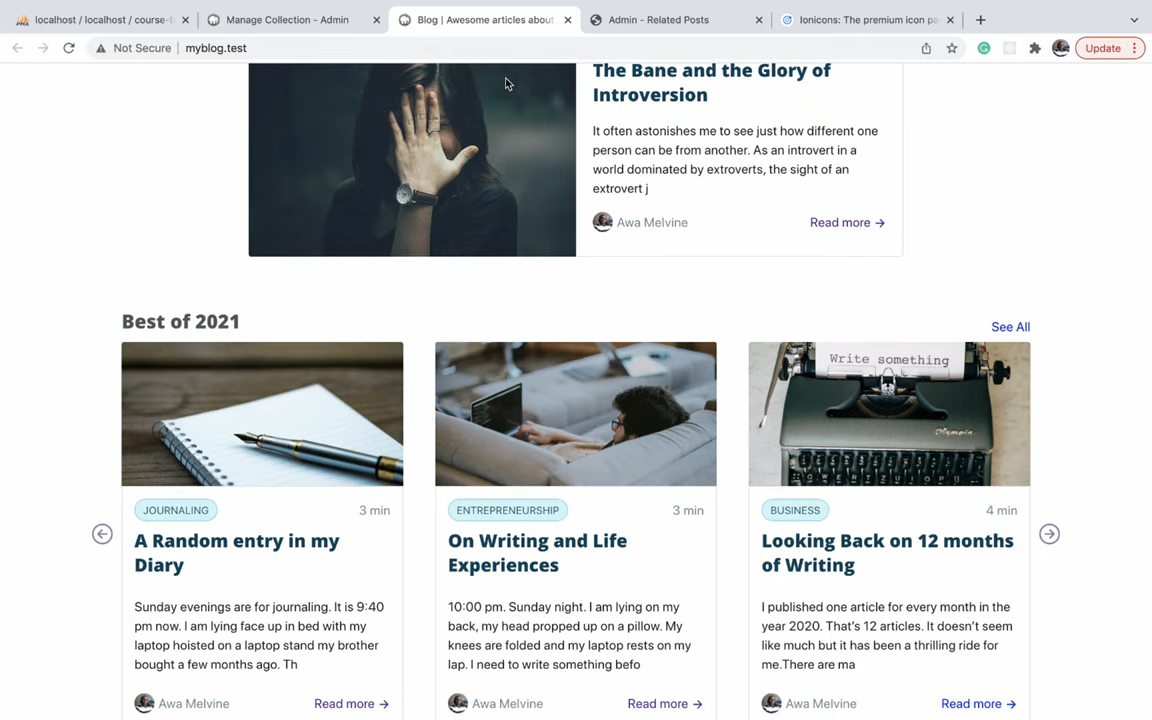 localhost / localhost / course-b
Manage Collection - Admin
Blog | Awesome articles about
Admin - Related Posts
Ionicons: The premium icon pa
Not Secure
myblog.test
Update
The Bane and the Glory of
Introversion
It often astonishes me to see just how different one
person can be from another. As an introvert in a
world dominated by extroverts, the sight of an
extrovert j
Awa Melvine
Read more →
Best of 2021
See All
Write something
Olympia
JOURNALING
3 min
A Random entry in my
Diary
Sunday evenings are for journaling. It is 9:40
pm now. I am lying face up in bed with my
laptop hoisted on a laptop stand my brother
bought a few months ago. Th
Awa Melvine
Read more →
ENTREPRENEURSHIP
3 min
On Writing and Life
Experiences
10:00 pm. Sunday night. I am lying on my
back, my head propped up on a pillow. My
knees are folded and my laptop rests on my
lap. I need to write something befo
Awa Melvine
Read more →
BUSINESS
4 min
Looking Back on 12 months
of Writing
I published one article for every month in the
year 2020. That’s 12 articles. It doesn’t seem
like much but it has been a thrilling ride for
me.There are ma
Awa Melvine
Read more →